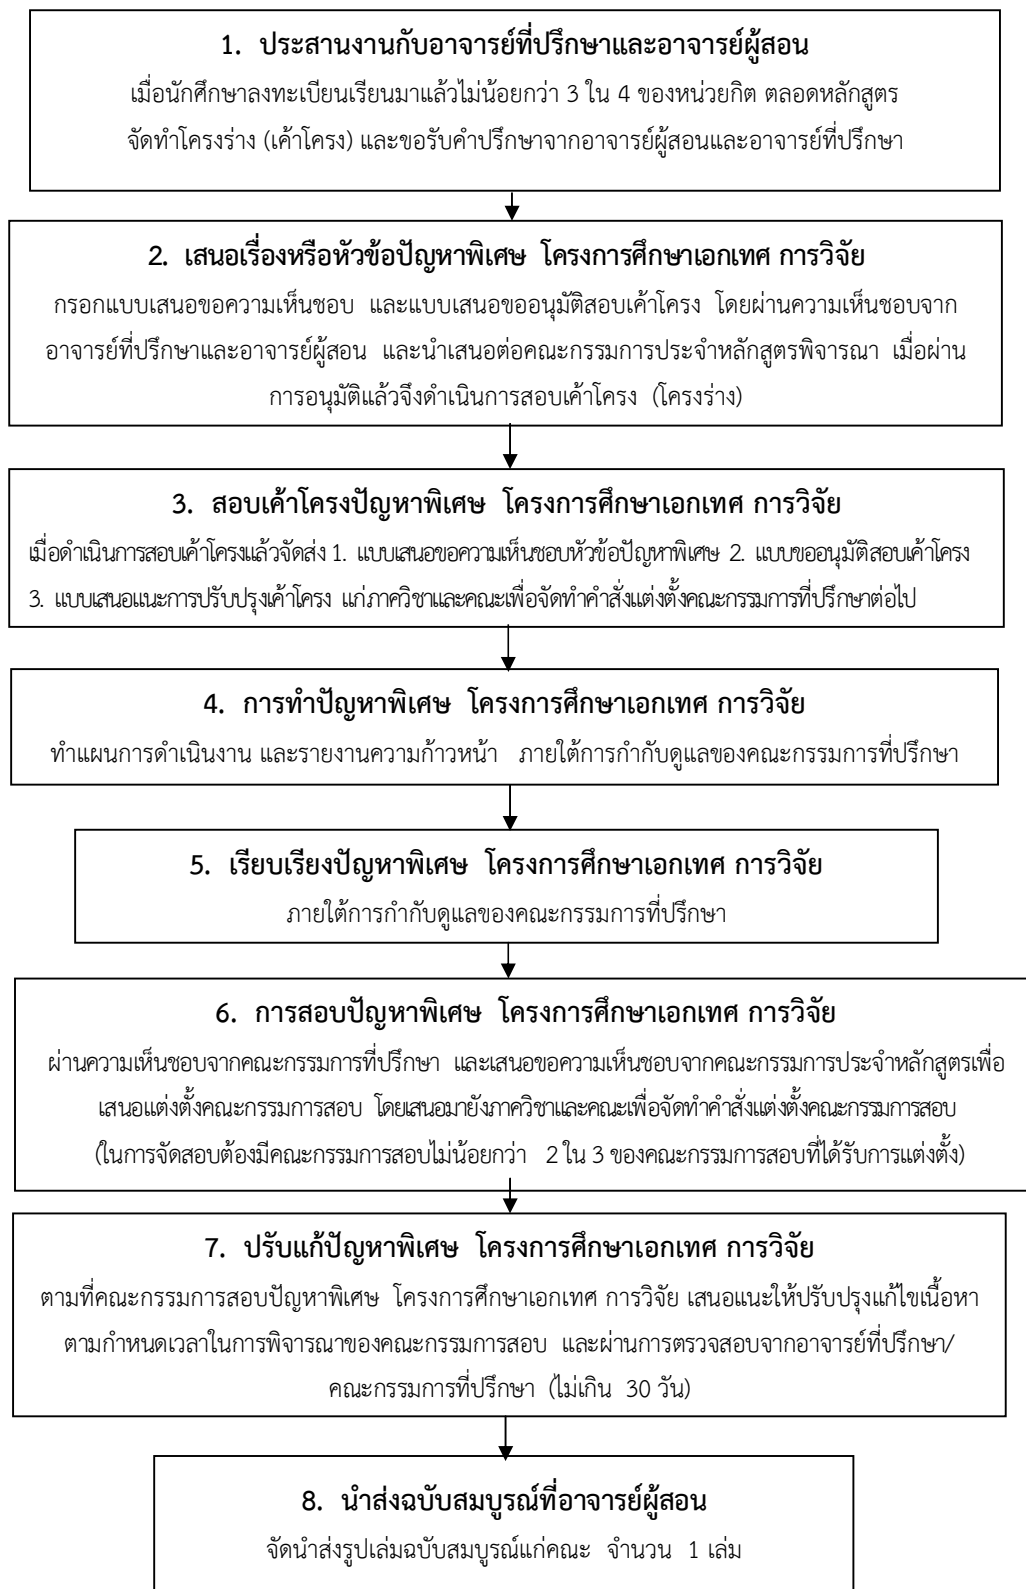 1. ประสานงานกับอาจารย์ที่ปรึกษาและอาจารย์ผู้สอน
เมื่อนักศึกษาลงทะเบียนเรียนมาแล้วไม่น้อยกว่า 3 ใน 4 ของหน่วยกิต ตลอดหลักสูตร
จัดทำโครงร่าง (เค้าโครง) และขอรับคำปรึกษาจากอาจารย์ผู้สอนและอาจารย์ที่ปรึกษา
2. เสนอเรื่องหรือหัวข้อปัญหาพิเศษ โครงการศึกษาเอกเทศ การวิจัย
กรอกแบบเสนอขอความเห็นชอบ และแบบเสนอขออนุมัติสอบเค้าโครง โดยผ่านความเห็นชอบจาก
อาจารย์ที่ปรึกษาและอาจารย์ผู้สอน และนำเสนอต่อคณะกรรมการประจำหลักสูตรพิจารณา เมื่อผ่าน
การอนุมัติแล้วจึงดำเนินการสอบเค้าโครง (โครงร่าง)
3. สอบเค้าโครงปัญหาพิเศษ โครงการศึกษาเอกเทศ การวิจัย
เมื่อดำเนินการสอบเค้าโครงแล้วจัดส่ง 1. แบบเสนอขอความเห็นชอบหัวข้อปัญหาพิเศษ 2. แบบขออนุมัติสอบเค้าโครง
3. แบบเสนอแนะการปรับปรุงเค้าโครง แก่ภาควิชาและคณะเพื่อจัดทำคำสั่งแต่งตั้งคณะกรรมการที่ปรึกษาต่อไป
4. การทำปัญหาพิเศษ โครงการศึกษาเอกเทศ การวิจัย
ทำแผนการดำเนินงาน และรายงานความก้าวหน้า ภายใต้การกำกับดูแลของคณะกรรมการที่ปรึกษา
5. เรียบเรียงปัญหาพิเศษ โครงการศึกษาเอกเทศ การวิจัย
ภายใต้การกำกับดูแลของคณะกรรมการที่ปรึกษา
6. การสอบปัญหาพิเศษ โครงการศึกษาเอกเทศ การวิจัย
ผ่านความเห็นชอบจากคณะกรรมการที่ปรึกษา และเสนอขอความเห็นชอบจากคณะกรรมการประจำหลักสูตรเพื่อ
เสนอแต่งตั้งคณะกรรมการสอบ โดยเสนอมายังภาควิชาและคณะเพื่อจัดทำคำสั่งแต่งตั้งคณะกรรมการสอบ
(ในการจัดสอบต้องมีคณะกรรมการสอบไม่น้อยกว่า 2 ใน 3 ของคณะกรรมการสอบที่ได้รับการแต่งตั้ง)
7. ปรับแก้ปัญหาพิเศษ โครงการศึกษาเอกเทศ การวิจัย
ตามที่คณะกรรมการสอบปัญหาพิเศษ โครงการศึกษาเอกเทศ การวิจัย เสนอแนะให้ปรับปรุงแก้ไขเนื้อหา
ตามกำหนดเวลาในการพิจารณาของคณะกรรมการสอบ และผ่านการตรวจสอบจากอาจารย์ที่ปรึกษา/
คณะกรรมการที่ปรึกษา (ไม่เกิน 30 วัน)
8. นำส่งฉบับสมบูรณ์ที่อาจารย์ผู้สอน
จัดนำส่งรูปเล่มฉบับสมบูรณ์แก่คณะ จำนวน 1 เล่ม